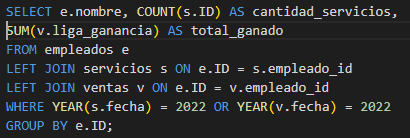 SELECT e.nombre, COUNT(s.ID) AS cantidad_servicios,
SUM(v.liga_ganancia) AS total_ganado
FROM empleados e
LEFT JOIN servicios s ON e.ID = s.empleado_id
LEFT JOIN ventas v ON e.ID = v.empleado_id
WHERE YEAR(s.fecha) = 2022 OR YEAR(v.fecha) = 2022
GROUP BY e.ID;